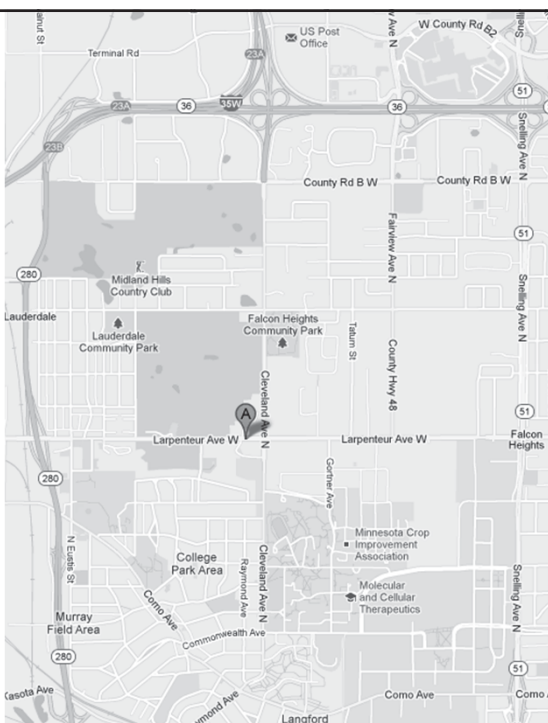 W County Rd B2
US Post
Office
23A
Terminal Rd
Snelli
51
23A
36
35W
36
Snelling Ave N
23B
County Rd B W
County Rd B W
Fairview Ave N
51
280
Midland Hills
Country Club
Snelling Ave N
Lauderdale
Lauderdale
Community Park
Falcon Heights
Community Park
Tatum St
County Hwy 48
Cleveland Ave N
A
51
Larpenteur Ave W
Larpenteur Ave W
Falcon
Heights
280
Gortner Ave
N Eustis St
Minnesota Crop
Improvement
Association
College
Park Area
Raymond Ave
Cleveland Ave N
Molecular
and Cellular
Therapeutics
Snelling Ave N
Como Ave
Murray
Field Area
Commonwealth Ave
280
51
Kasota Ave
ymond Ave
Como Ave
Como
Langford